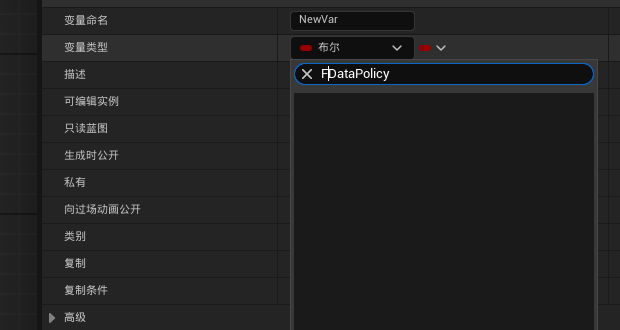 变量命名
NewVar
变量类型
布尔
描述
FDataPolicy
可编辑实例
只读蓝图
生成时公开
私有
向过场动画公开
类别
复制
复制条件
高级